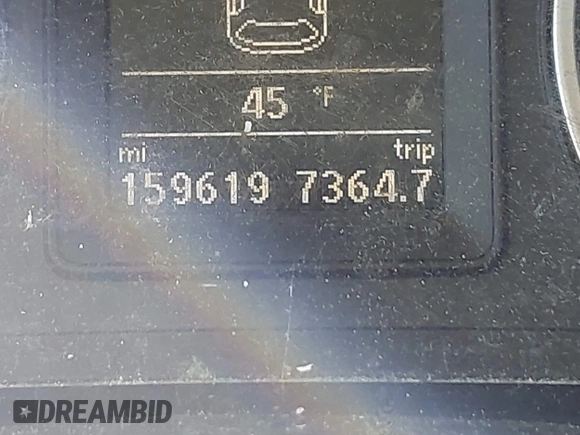 45 °F
mi trip
159619 7364.7
DREAMBID